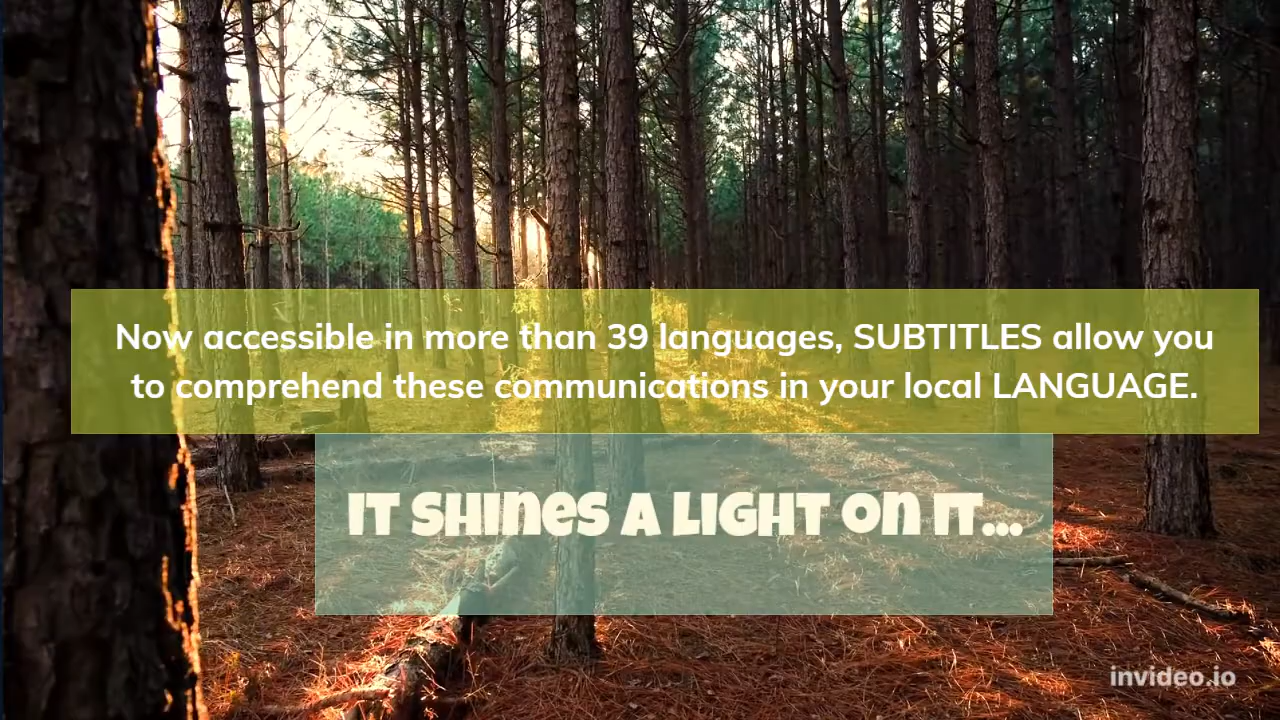 Now accessible in more than 39 languages, SUBTITLES allow you
to comprehend these communications in your local LANGUAGE.
IT SHINES A LIGHT ON IT...
invideo.io